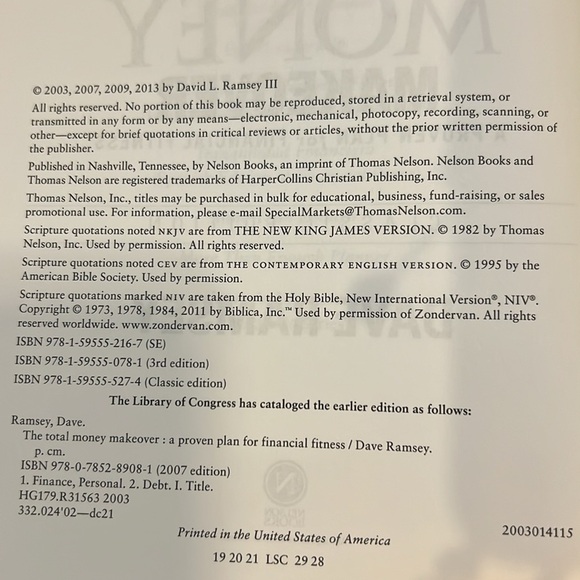 © 2003, 2007, 2009, 2013 by David L. Ramsey III
All rights reserved. No portion of this book may be reproduced, stored in a retrieval system, or
transmitted in any form or by any means—electronic, mechanical, photocopy, recording, scanning, or
other—except for brief quotations in critical reviews or articles, without the prior written permission of
the publisher.
Published in Nashville, Tennessee, by Nelson Books, an imprint of Thomas Nelson. Nelson Books and
Thomas Nelson are registered trademarks of HarperCollins Christian Publishing, Inc.
Thomas Nelson, Inc., titles may be purchased in bulk for educational, business, fund-raising, or sales
promotional use. For information, please e-mail SpecialMarkets@ThomasNelson.com.
Scripture quotations noted NKJV are from THE NEW KING JAMES VERSION. © 1982 by Thomas
Nelson, Inc. Used by permission. All rights reserved.
Scripture quotations noted CEV are from THE CONTEMPORARY ENGLISH VERSION. © 1995 by the
American Bible Society. Used by permission.
Scripture quotations marked NIV are taken from the Holy Bible, New International Version®, NIV®.
Copyright © 1973, 1978, 1984, 2011 by Biblica, Inc.™ Used by permission of Zondervan. All rights
reserved worldwide. www.zondervan.com.
ISBN 978-1-59555-216-7 (SE)
ISBN 978-1-59555-078-1 (3rd edition)
ISBN 978-1-59555-527-4 (Classic edition)
The Library of Congress has cataloged the earlier edition as follows:
Ramsey, Dave.
The total money makeover : a proven plan for financial fitness / Dave Ramsey.
p. cm.
ISBN 978-0-7852-8908-1 (2007 edition)
1. Finance, Personal. 2. Debt. I. Title.
HG179.R31563 2003
332.024'02—dc21
2003014115
Printed in the United States of America
19 20 21 LSC 29 28